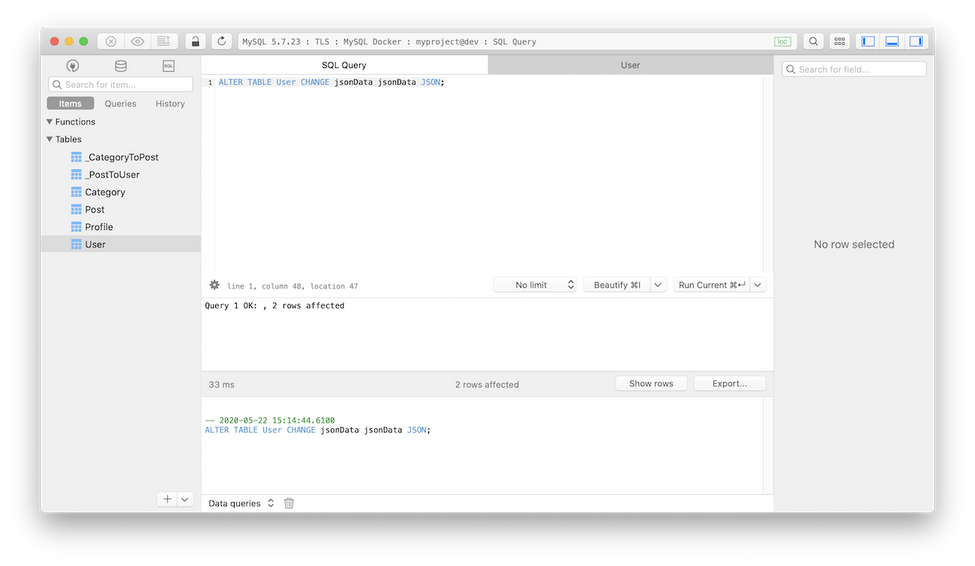 MySQL 5.7.23 : TLS : MySQL Docker : myproject@dev : SQL Query
loc
SQL
Search for item...
Items Queries History
Functions
Tables
_CategoryToPost
_PostToUser
Category
Post
Profile
User
SQL Query User
1 ALTER TABLE User CHANGE jsonData jsonData JSON;
line 1, column 48, location 47
No limit
Beautify ⌘I
Run Current ⌘↵
Query 1 OK: , 2 rows affected
33 ms
2 rows affected
Show rows
Export...
-- 2020-05-22 15:14:44.6100
ALTER TABLE User CHANGE jsonData jsonData JSON;
Data queries
Search for field...
No row selected